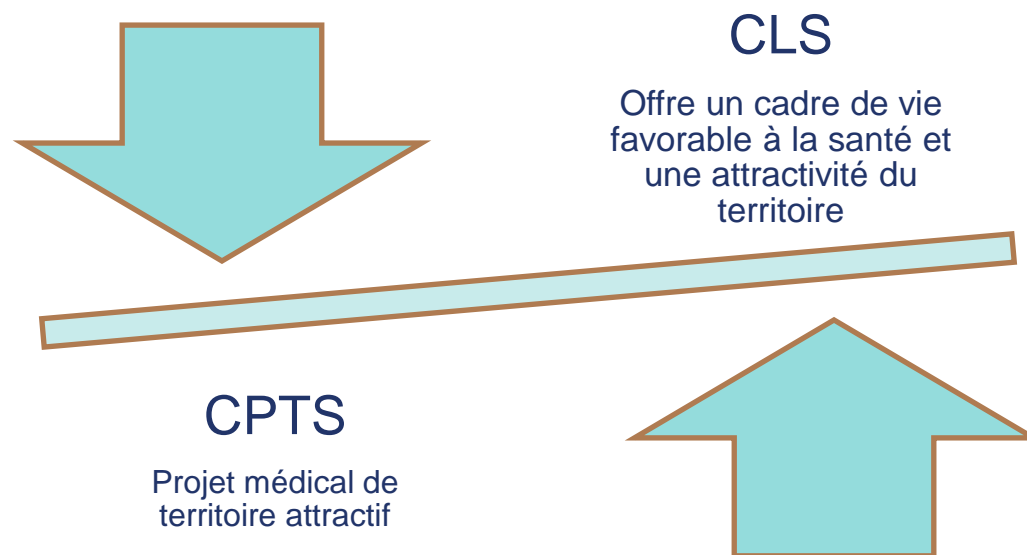 CLS
Offre un cadre de vie
favorable à la santé et
une attractivité du
territoire
CPTS
Projet médical de
territoire attractif